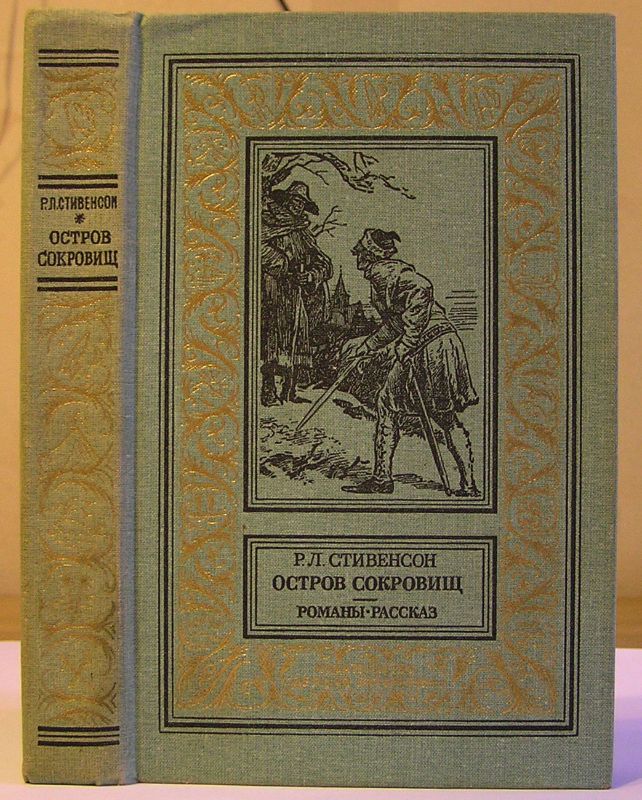 Р.Л.СТИВЕНСОН
*
ОСТРОВ
СОКРОВИЩ
Р. Л. СТИВЕНСОН
ОСТРОВ СОКРОВИЩ
РОМАНЫ·РАССКАЗ